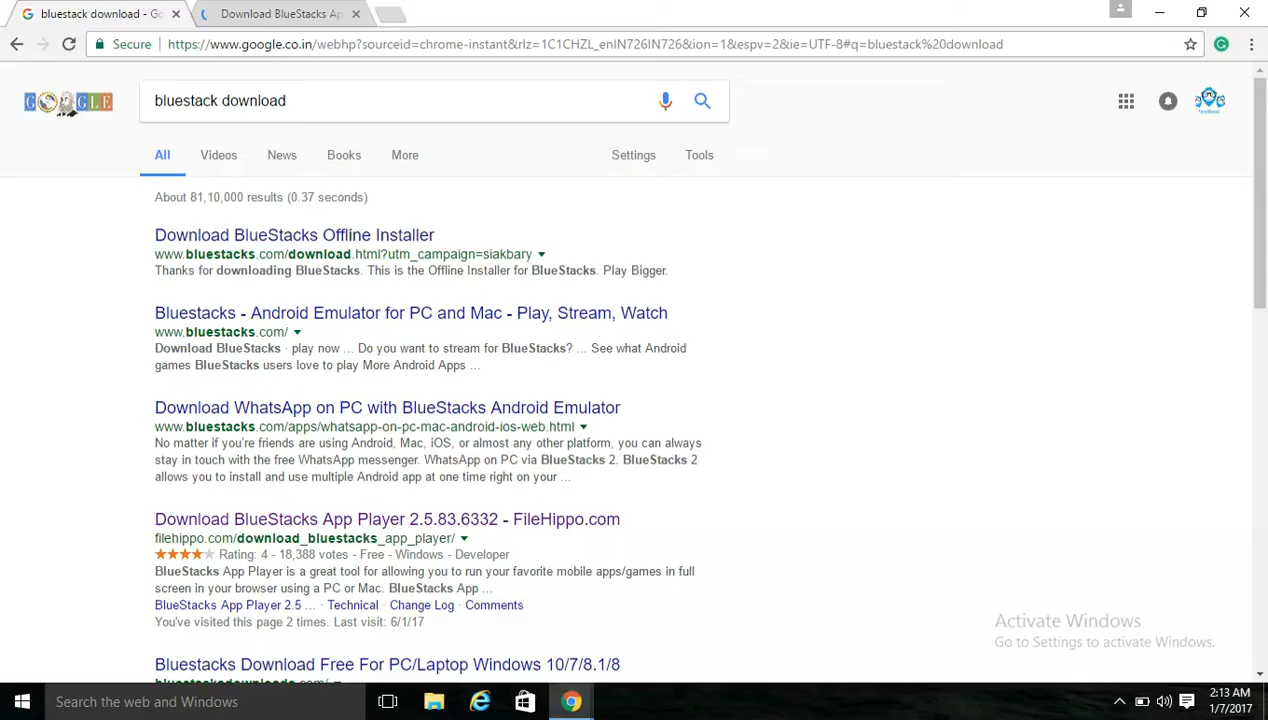 bluestack download - Go
Download BlueStacks Ap
Secure
https://www.google.co.in/webhp?sourceid=chrome-instant&rlz=1C1CHZL_enIN726IN726&ion=1&espv=2&ie=UTF-8#q=bluestack%20download
bluestack download
All Videos News Books More Settings Tools
About 81,10,000 results (0.37 seconds)
Download BlueStacks Offline Installer
www.bluestacks.com/download.html?utm_campaign=siakbary
Thanks for downloading BlueStacks. This is the Offline Installer for BlueStacks. Play Bigger.
Bluestacks - Android Emulator for PC and Mac - Play, Stream, Watch
www.bluestacks.com/
Download BlueStacks · play now ... Do you want to stream for BlueStacks? ... See what Android
games BlueStacks users love to play More Android Apps ...
Download WhatsApp on PC with BlueStacks Android Emulator
www.bluestacks.com/apps/whatsapp-on-pc-mac-android-ios-web.html
No matter if you're friends are using Android, Mac, iOS, or almost any other platform, you can always
stay in touch with the free WhatsApp messenger. WhatsApp on PC via BlueStacks 2. BlueStacks 2
allows you to install and use multiple Android app at one time right on your ...
Download BlueStacks App Player 2.5.83.6332 - FileHippo.com
filehippo.com/download_bluestacks_app_player/
Rating: 4 - 18,388 votes - Free - Windows - Developer
BlueStacks App Player is a great tool for allowing you to run your favorite mobile apps/games in full
screen in your browser using a PC or Mac. BlueStacks App ...
BlueStacks App Player 2.5 ... · Technical · Change Log · Comments
You've visited this page 2 times. Last visit: 6/1/17
Activate Windows
Go to Settings to activate Windows.
Bluestacks Download Free For PC/Laptop Windows 10/7/8.1/8
Search the web and Windows
2:13 AM
1/7/2017